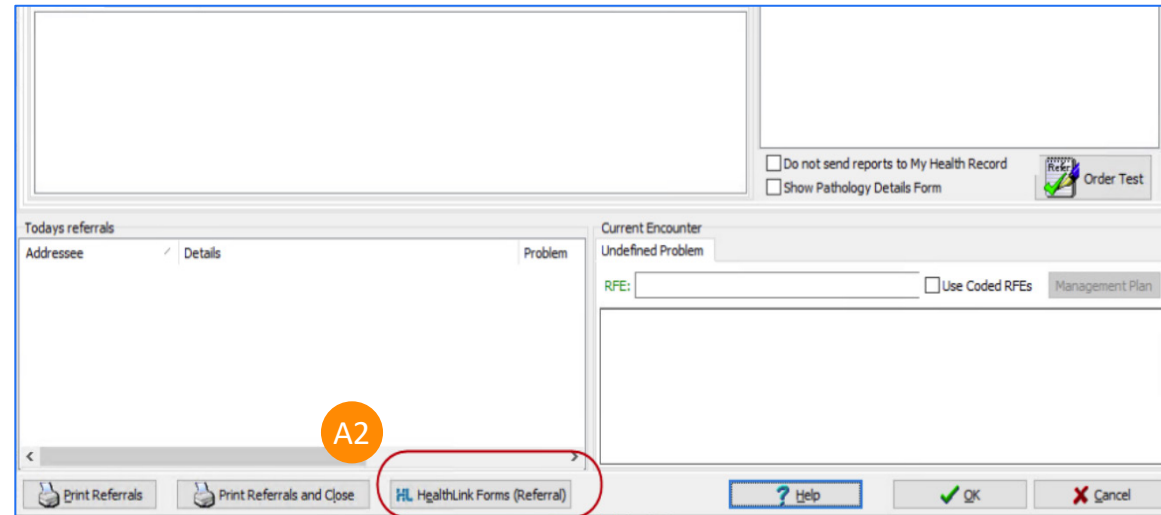 Do not send reports to My Health Record
Show Pathology Details Form
Refer
Order Test
Todays referrals
Addressee Details Problem
Current Encounter
Undefined Problem
RFE: Use Coded RFEs Management Plan
A2
Print Referrals Print Referrals and Close HL HealthLink Forms (Referral) ? Help OK Cancel